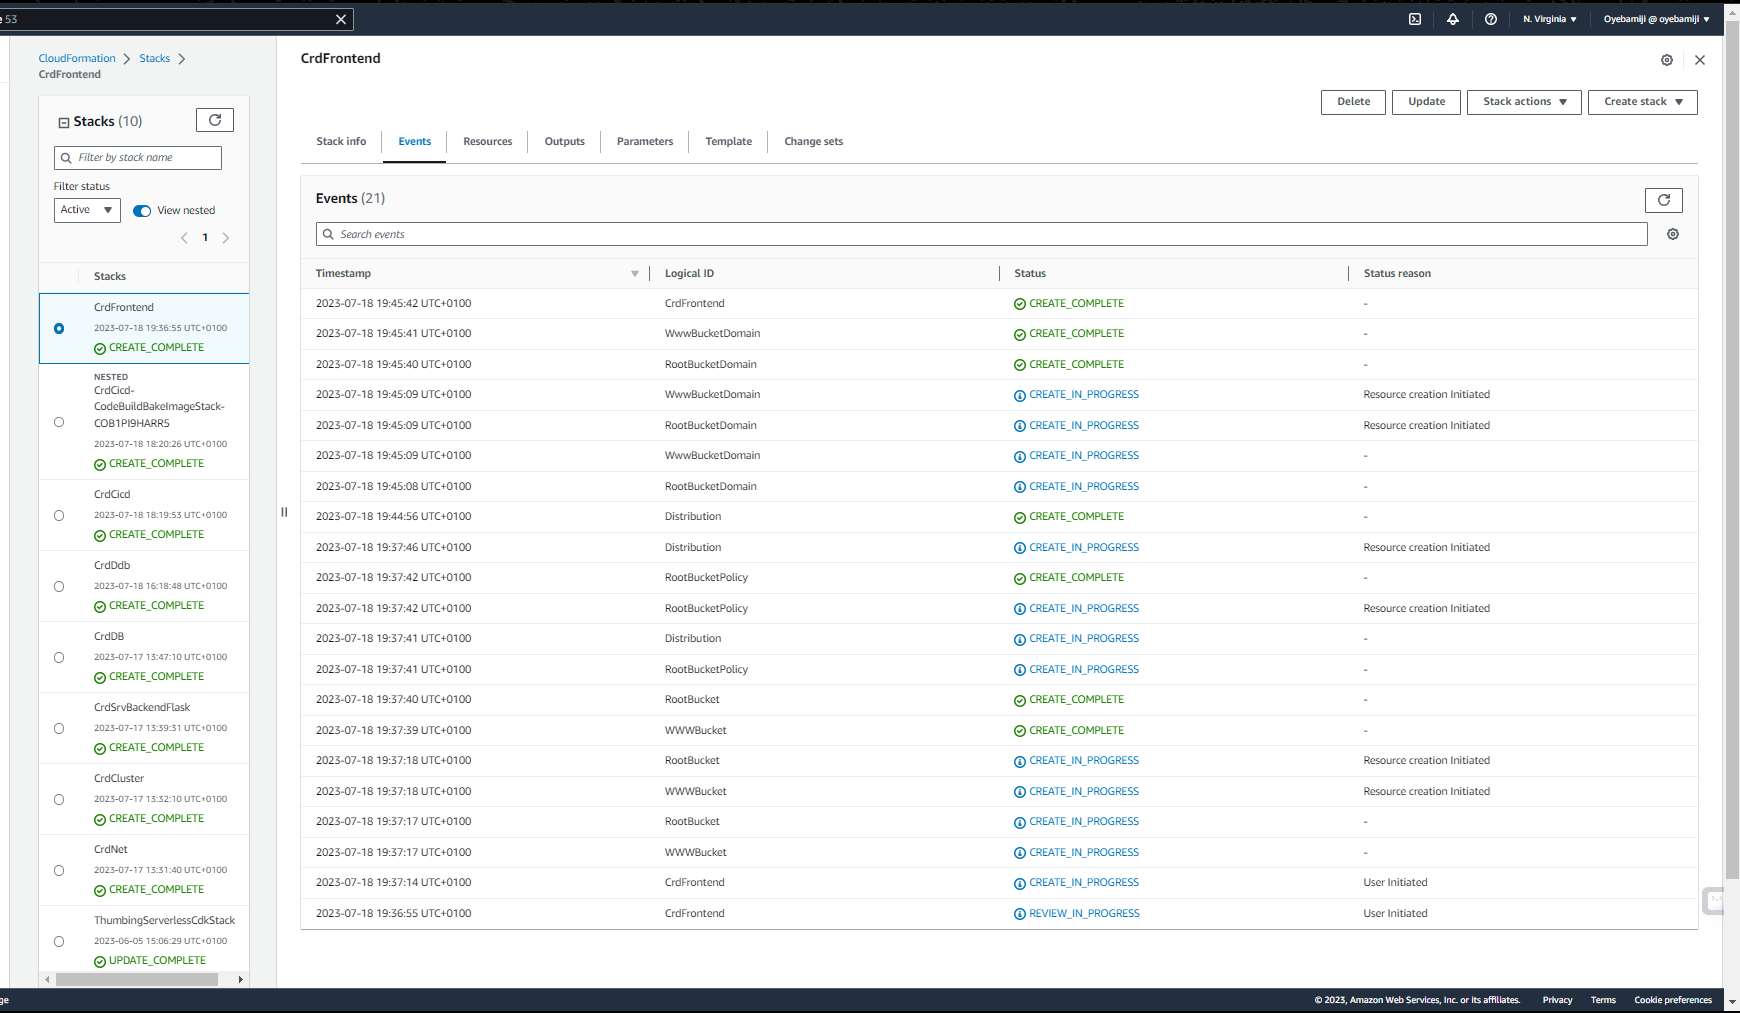 e 53
N. Virginia ▼
Oyebamiji @ oyebamiji ▼
CloudFormation > Stacks >
CrdFrontend
Stacks (10)
Filter by stack name
Filter status
Active ▼
View nested
1
Stacks
CrdFrontend
2023-07-18 19:36:55 UTC+0100
CREATE_COMPLETE
NESTED
CrdCicd-
CodeBuildBakeImageStack-
COB1PI9HARR5
2023-07-18 18:20:26 UTC+0100
CREATE_COMPLETE
CrdCicd
2023-07-18 18:19:53 UTC+0100
CREATE_COMPLETE
CrdDdb
2023-07-18 16:18:48 UTC+0100
CREATE_COMPLETE
CrdDB
2023-07-17 13:47:10 UTC+0100
CREATE_COMPLETE
CrdSrvBackendFlask
2023-07-17 13:39:31 UTC+0100
CREATE_COMPLETE
CrdCluster
2023-07-17 13:32:10 UTC+0100
CREATE_COMPLETE
CrdNet
2023-07-17 13:31:40 UTC+0100
CREATE_COMPLETE
ThumbingServerlessCdkStack
2023-06-05 15:06:29 UTC+0100
UPDATE_COMPLETE
CrdFrontend
Delete Update Stack actions ▼ Create stack ▼
Stack info Events Resources Outputs Parameters Template Change sets
Events (21)
Search events
Timestamp Logical ID Status Status reason
2023-07-18 19:45:42 UTC+0100 CrdFrontend CREATE_COMPLETE -
2023-07-18 19:45:41 UTC+0100 WwwBucketDomain CREATE_COMPLETE -
2023-07-18 19:45:40 UTC+0100 RootBucketDomain CREATE_COMPLETE -
2023-07-18 19:45:09 UTC+0100 WwwBucketDomain CREATE_IN_PROGRESS Resource creation Initiated
2023-07-18 19:45:09 UTC+0100 RootBucketDomain CREATE_IN_PROGRESS Resource creation Initiated
2023-07-18 19:45:09 UTC+0100 WwwBucketDomain CREATE_IN_PROGRESS -
2023-07-18 19:45:08 UTC+0100 RootBucketDomain CREATE_IN_PROGRESS -
2023-07-18 19:44:56 UTC+0100 Distribution CREATE_COMPLETE -
2023-07-18 19:37:46 UTC+0100 Distribution CREATE_IN_PROGRESS Resource creation Initiated
2023-07-18 19:37:42 UTC+0100 RootBucketPolicy CREATE_COMPLETE -
2023-07-18 19:37:42 UTC+0100 RootBucketPolicy CREATE_IN_PROGRESS Resource creation Initiated
2023-07-18 19:37:41 UTC+0100 Distribution CREATE_IN_PROGRESS -
2023-07-18 19:37:41 UTC+0100 RootBucketPolicy CREATE_IN_PROGRESS -
2023-07-18 19:37:40 UTC+0100 RootBucket CREATE_COMPLETE -
2023-07-18 19:37:39 UTC+0100 WWWBucket CREATE_COMPLETE -
2023-07-18 19:37:18 UTC+0100 RootBucket CREATE_IN_PROGRESS Resource creation Initiated
2023-07-18 19:37:18 UTC+0100 WWWBucket CREATE_IN_PROGRESS Resource creation Initiated
2023-07-18 19:37:17 UTC+0100 RootBucket CREATE_IN_PROGRESS -
2023-07-18 19:37:17 UTC+0100 WWWBucket CREATE_IN_PROGRESS -
2023-07-18 19:37:14 UTC+0100 CrdFrontend CREATE_IN_PROGRESS User Initiated
2023-07-18 19:36:55 UTC+0100 CrdFrontend REVIEW_IN_PROGRESS User Initiated
ge
© 2023, Amazon Web Services, Inc. or its affiliates. Privacy Terms Cookie preferences